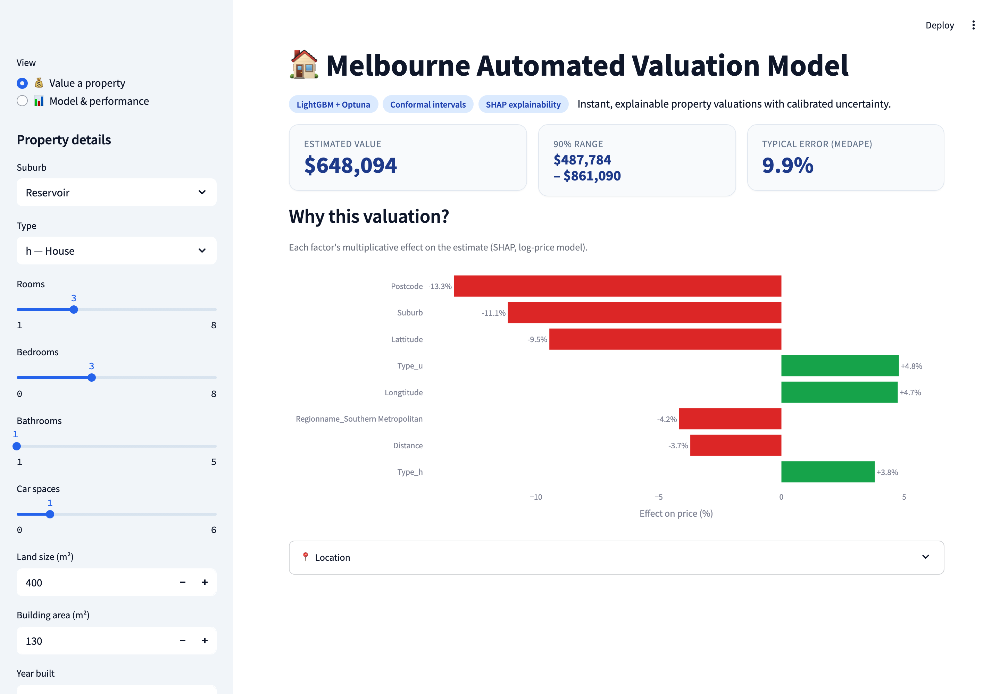 Deploy
View
Value a property
Model & performance
Property details
Suburb
Reservoir
Type
h — House
Rooms
3
1 8
Bedrooms
3
0 8
Bathrooms
1
1 5
Car spaces
1
0 6
Land size (m²)
400
Building area (m²)
130
Year built
Melbourne Automated Valuation Model
LightGBM + Optuna Conformal intervals SHAP explainability Instant, explainable property valuations with calibrated uncertainty.
ESTIMATED VALUE
$648,094
90% RANGE
$487,784
– $861,090
TYPICAL ERROR (MEDAPE)
9.9%
Why this valuation?
Each factor's multiplicative effect on the estimate (SHAP, log-price model).
Postcode -13.3%
Suburb -11.1%
Lattitude -9.5%
Type_u +4.8%
Longtitude +4.7%
Regionname_Southern Metropolitan -4.2%
Distance -3.7%
Type_h +3.8%
−10 −5 0 5
Effect on price (%)
Location